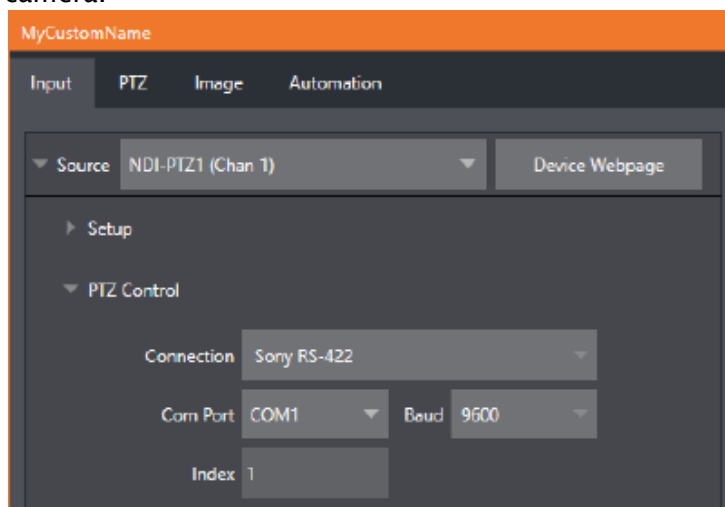 camera.
MyCustomName
Input PTZ Image Automation
Source NDI-PTZ1 (Chan 1) Device Webpage
Setup
PTZ Control
Connection Sony RS-422
Com Port COM1 Baud 9600
Index 1